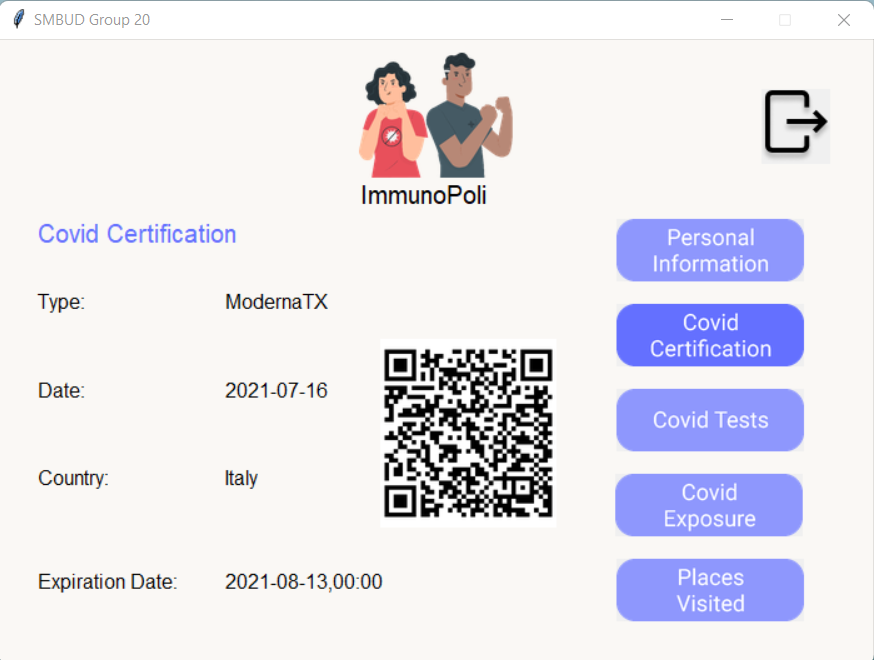 SMBUD Group 20
ImmunoPoli
Covid Certification
Type: ModernaTX
Date: 2021-07-16
Country: Italy
Expiration Date: 2021-08-13,00:00
Personal
Information
Covid
Certification
Covid Tests
Covid
Exposure
Places
Visited